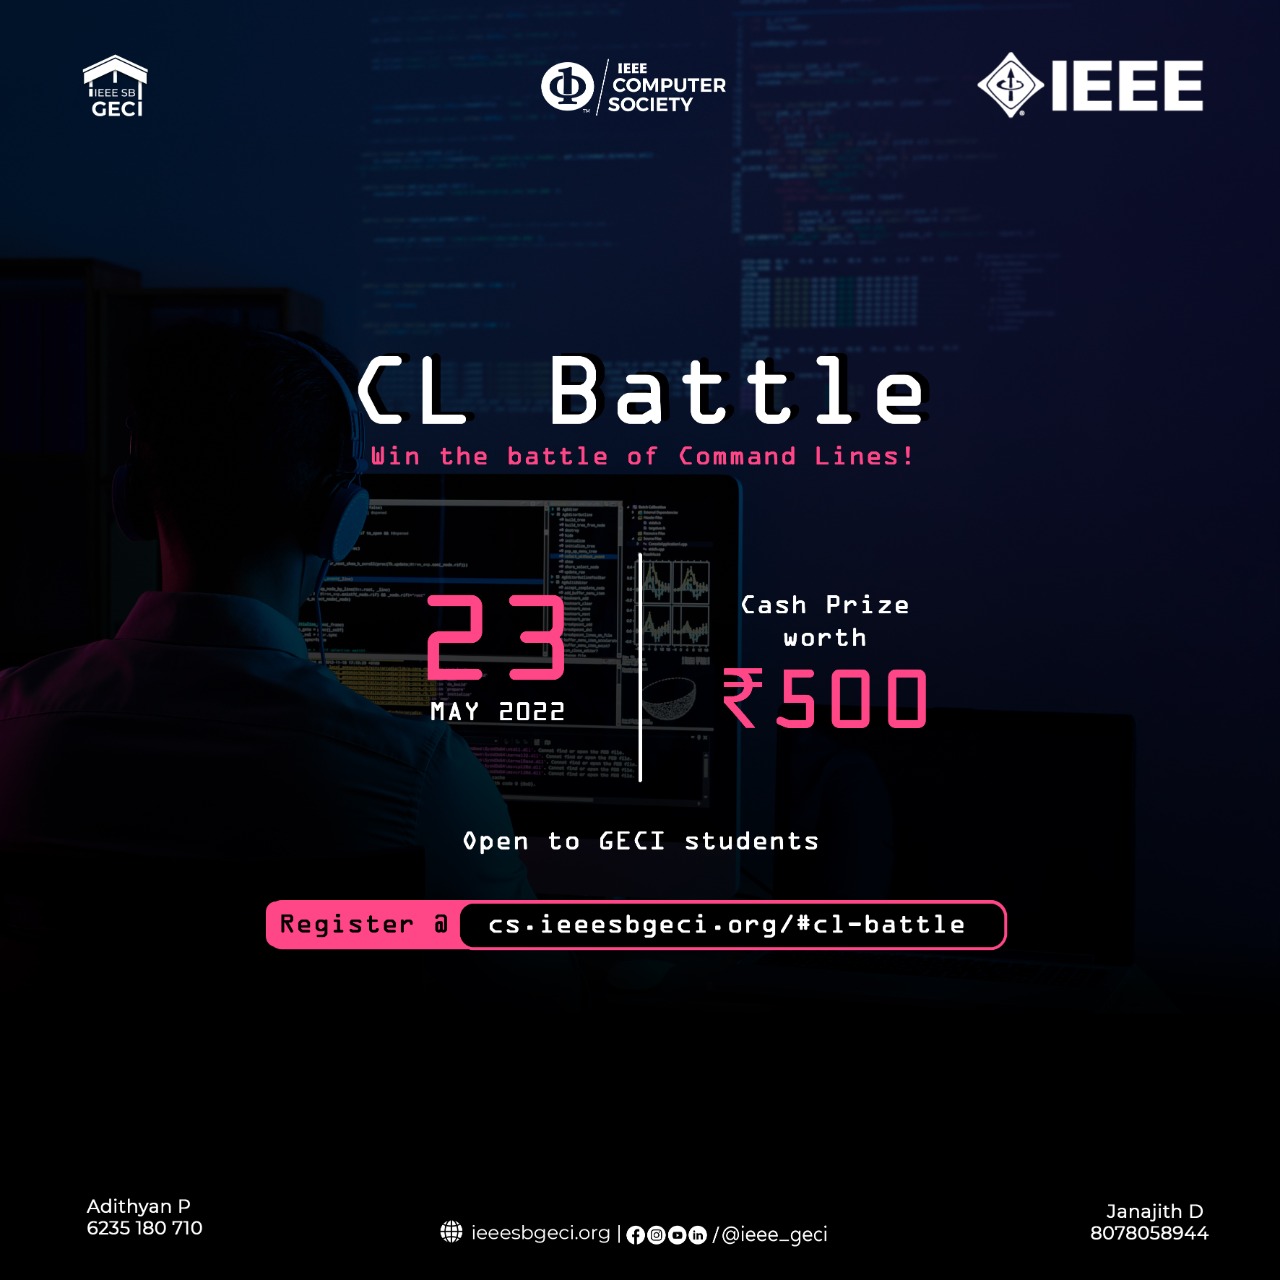 IEEE SB
GECI
IEEE
COMPUTER
SOCIETY
IEEE
CL Battle
Win the battle of Command Lines!
23
MAY 2022
Cash Prize
worth
₹500
Open to GECI students
Register @ cs.ieeesbgeci.org/#cl-battle
Adithyan P
6235 180 710
ieeesbgeci.org | /@ieee_geci
Janajith D
8078058944